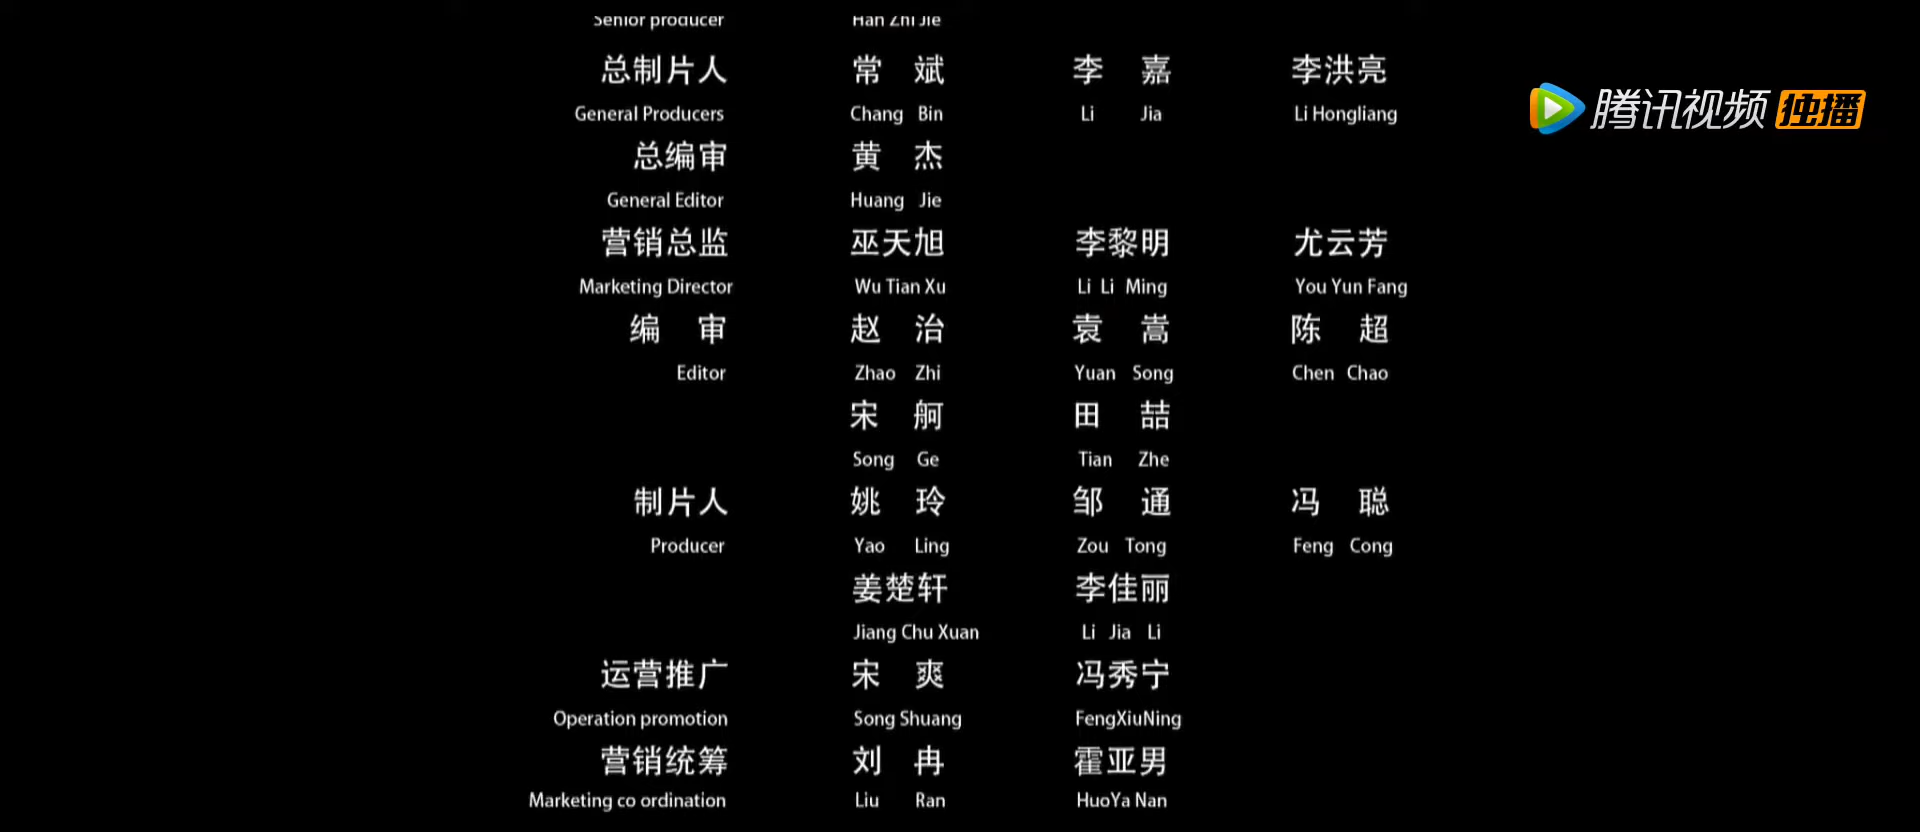 Senior producer Han Zhi Jie
总制片人 常 斌 李 嘉 李洪亮
General Producers Chang Bin Li Jia Li Hongliang
腾讯视频 独播
总编审 黄 杰
General Editor Huang Jie
营销总监 巫天旭 李黎明 尤云芳
Marketing Director Wu Tian Xu Li Li Ming You Yun Fang
编 审 赵 治 袁 嵩 陈 超
Editor Zhao Zhi Yuan Song Chen Chao
宋 舸 田 喆
Song Ge Tian Zhe
制片人 姚 玲 邹 通 冯 聪
Producer Yao Ling Zou Tong Feng Cong
姜楚轩 李佳丽
Jiang Chu Xuan Li Jia Li
运营推广 宋 爽 冯秀宁
Operation promotion Song Shuang FengXiuNing
营销统筹 刘 冉 霍亚男
Marketing co ordination Liu Ran HuoYa Nan